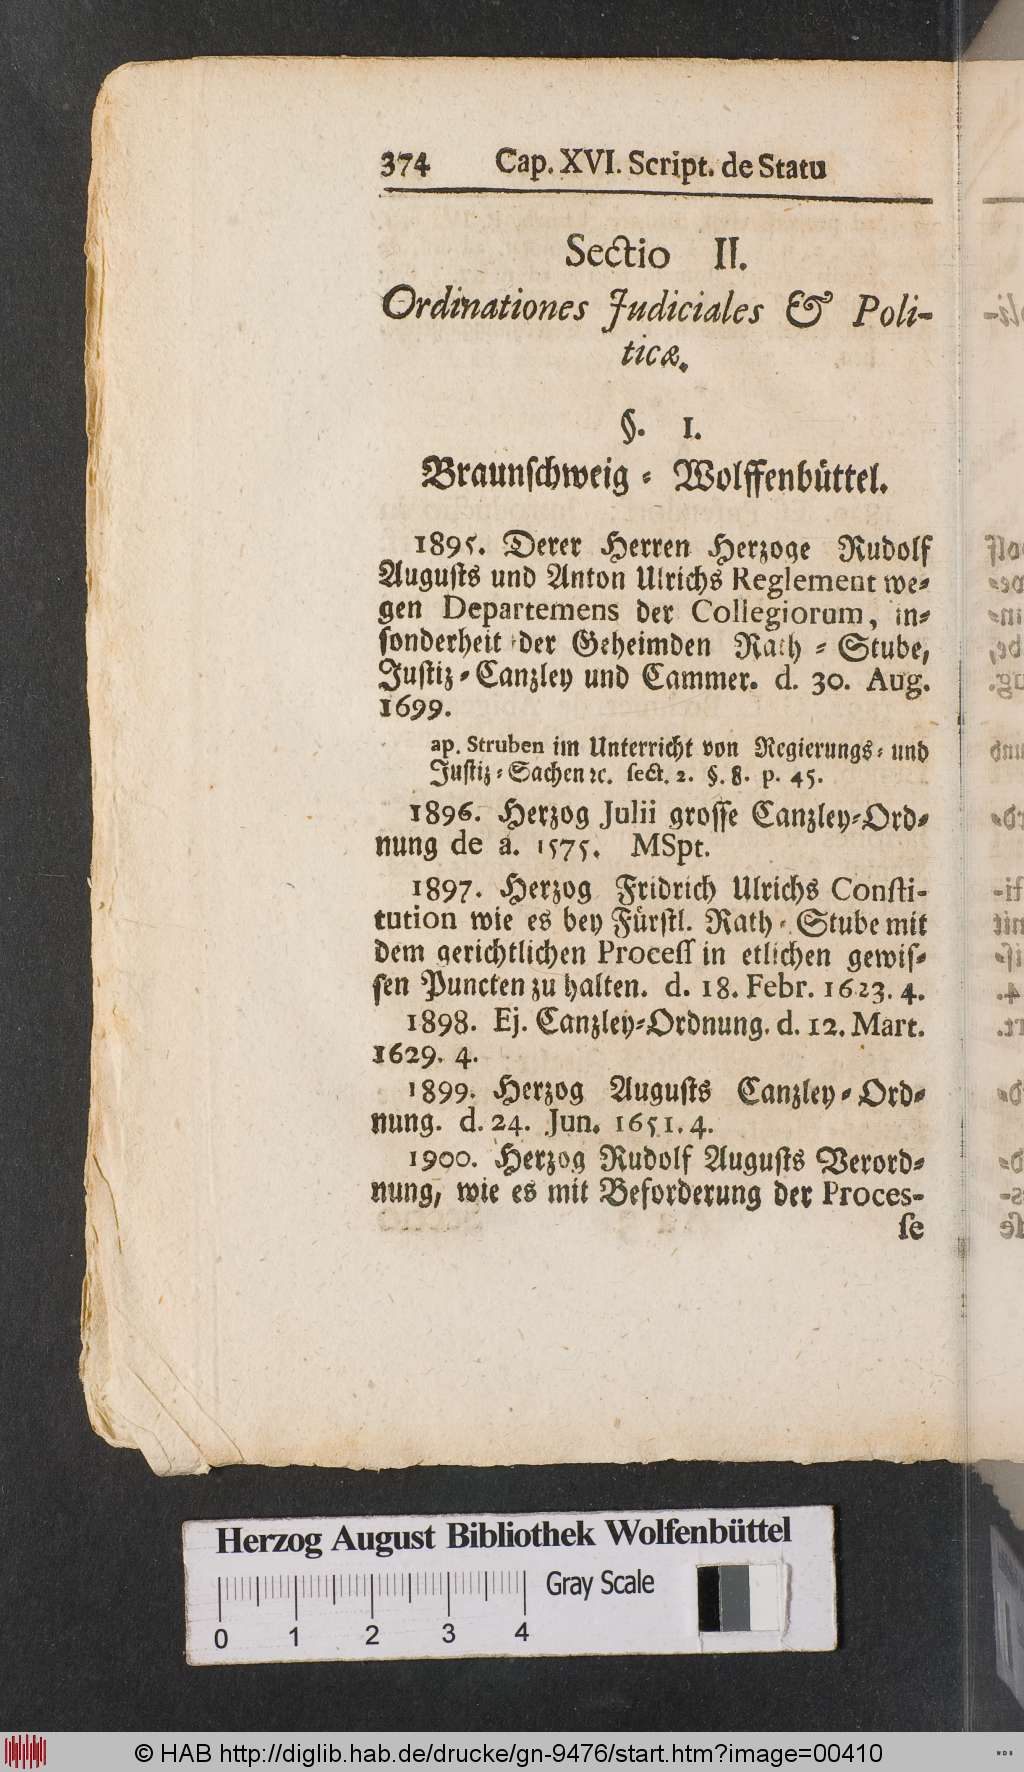 374 Cap. XVI. Script. de Statu
Sectio II.
Ordinationes Judiciales & Poli-
ticæ.
§. 1.
Braunſchweig ⸗ Wolffenbüttel.
1895. Derer Herren Herzoge Rudolf
Auguſts und Anton Ulrichs Reglement we⸗
gen Departemens der Collegiorum, in⸗
ſonderheit der Geheimden Rath ⸗ Stube,
Juſtiz⸗Canzley und Cammer. d. 30. Aug.
1699.
ap. Struben im Unterricht von Regierungs⸗ und
Juſtiz⸗Sachen ꝛc. ſect. 2. §. 8. p. 45.
1896. Herzog Julii groſſe Canzley⸗Ord⸗
nung de a. 1575. MSpt.
1897. Herzog Fridrich Ulrichs Conſti-
tution wie es bey Fürſtl. Rath⸗Stube mit
dem gerichtlichen Proceſſ in etlichen gewiſ⸗
ſen Puncten zu halten. d. 18. Febr. 1623. 4.
1898. Ej. Canzley⸗Ordnung. d. 12. Mart.
1629. 4.
1899. Herzog Auguſts Canzley⸗Ord⸗
nung. d. 24. Jun. 1651. 4.
1900. Herzog Rudolf Auguſts Verord⸗
nung, wie es mit Beforderung der Proces-
ſe
Herzog August Bibliothek Wolfenbüttel
Gray Scale
0 1 2 3 4
© HAB http://diglib.hab.de/drucke/gn-9476/start.htm?image=00410